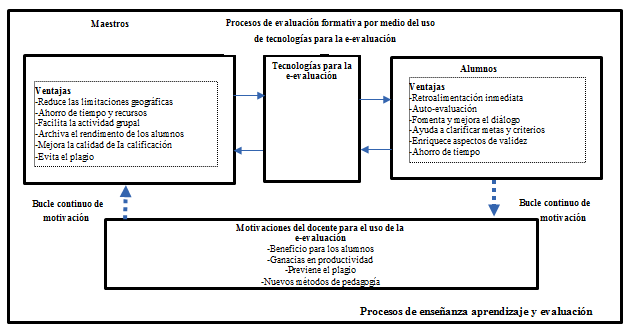 Maestros
Procesos de evaluación formativa por medio del uso
de tecnologías para la e-evaluación
Ventajas
-Reduce las limitaciones geográficas
-Ahorro de tiempo y recursos
-Facilita la actividad grupal
-Archiva el rendimiento de los alumnos
-Mejora la calidad de la calificación
-Evita el plagio
Tecnologías para la
e-evaluación
Alumnos
Ventajas
-Retroalimentación inmediata
-Auto-evaluación
-Fomenta y mejora el diálogo
-Ayuda a clarificar metas y criterios
-Enriquece aspectos de validez
-Ahorro de tiempo
Bucle continuo de
motivación
Bucle continuo de
motivación
Motivaciones del docente para el uso de la
e-evaluación
-Beneficio para los alumnos
-Ganacias en productividad
-Previene el plagio
-Nuevos métodos de pedagogía
Procesos de enseñanza aprendizaje y evaluación